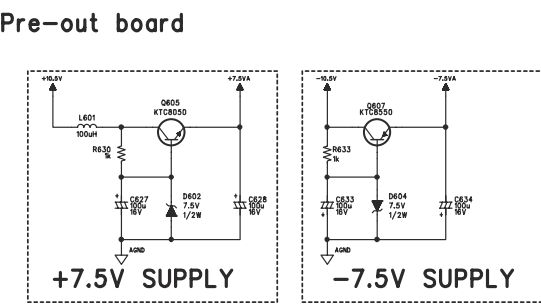 Pre-out board
+10.5V
+7.5VA
Q605
KTC8050
L601
100uH
R630
1k
C627
100u
16V
D602
7.5V
1/2W
C628
100u
16V
AGND
+7.5V SUPPLY
-10.5V
-7.5VA
Q607
KTC8550
R633
1k
C633
100u
16V
D604
7.5V
1/2W
C634
100u
16V
AGND
-7.5V SUPPLY